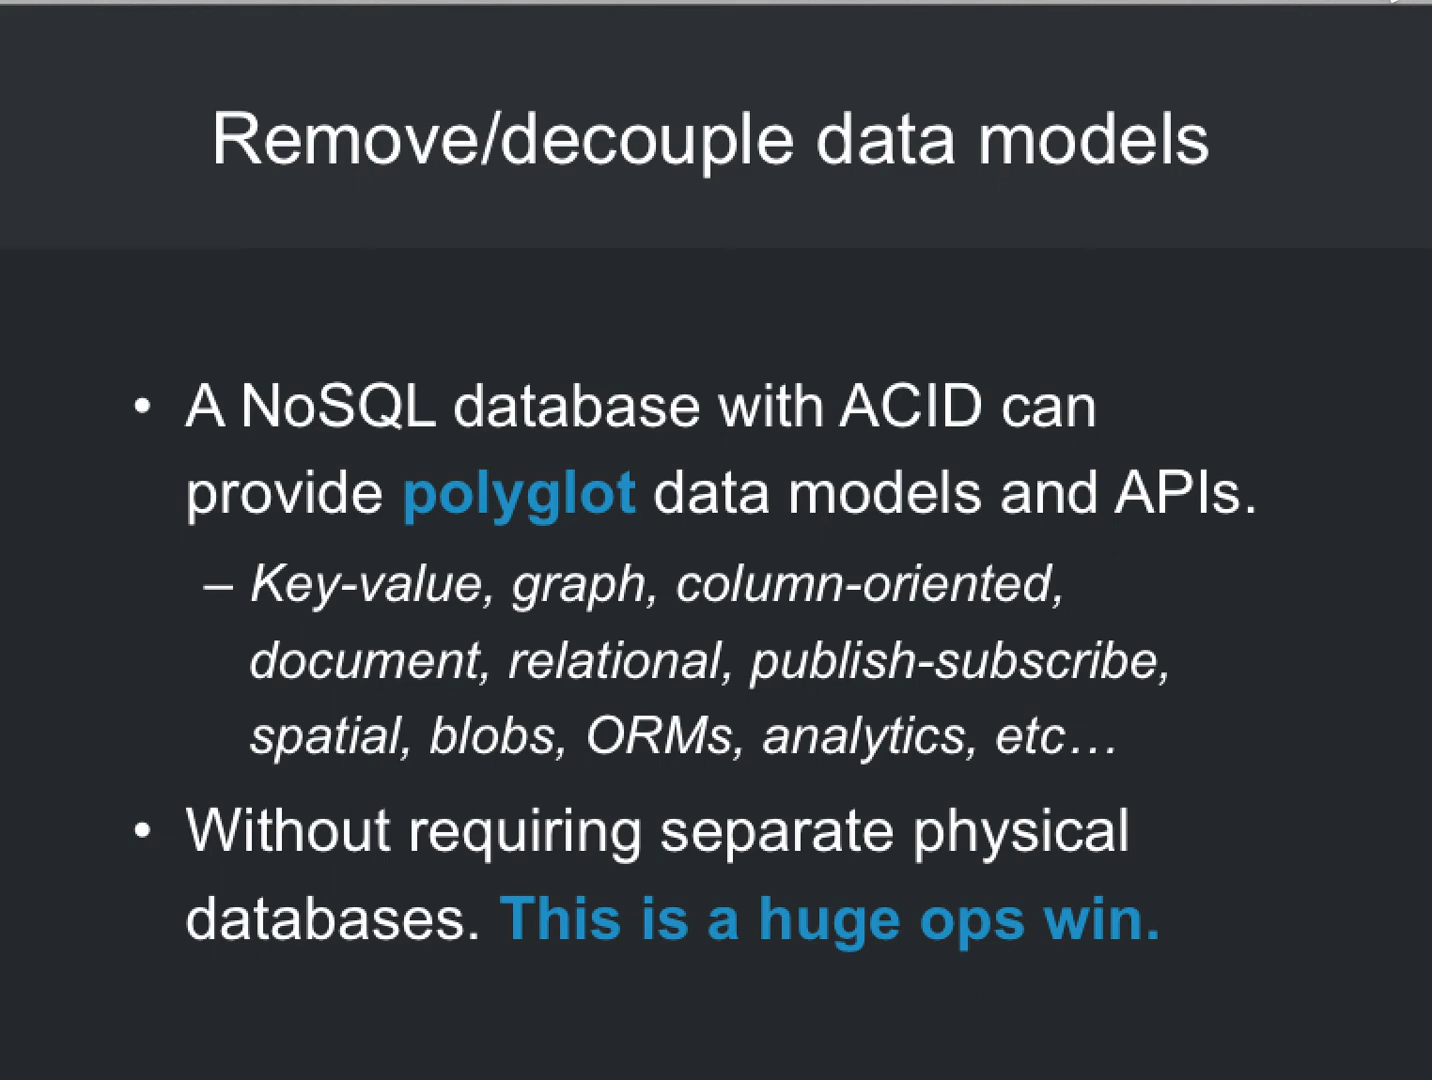 Remove/decouple data models
• A NoSQL database with ACID can
provide polyglot data models and APIs.
– Key-value, graph, column-oriented,
document, relational, publish-subscribe,
spatial, blobs, ORMs, analytics, etc…
• Without requiring separate physical
databases. This is a huge ops win.